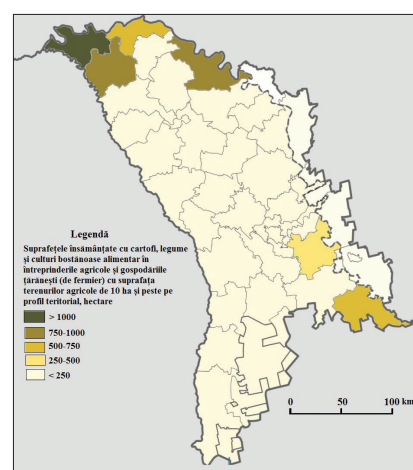 Legendă
Suprafețele însămânțate cu cartofi, legume
și culturi bostănoase alimentar în
întreprinderile agricole și gospodăriile
țărănești (de fermier) cu suprafața
terenurilor agricole de 10 ha și peste pe
profil teritorial, hectare
> 1000
750-1000
500-750
250-500
< 250
0 50 100 km